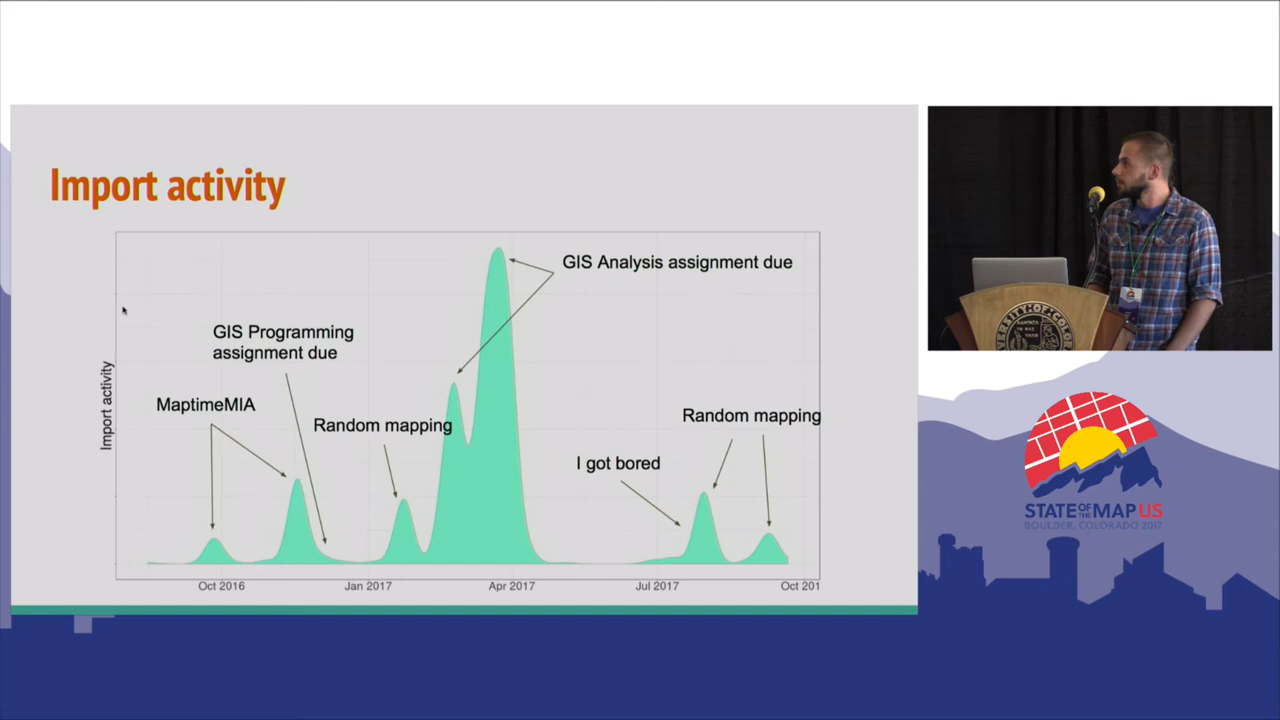 Import activity
GIS Analysis assignment due
GIS Programming
assignment due
MaptimeMIA
Random mapping
Random mapping
I got bored
Import activity
Oct 2016
Jan 2017
Apr 2017
Jul 2017
Oct 201
STATE OF THE MAP US
BOULDER, COLORADO 2017